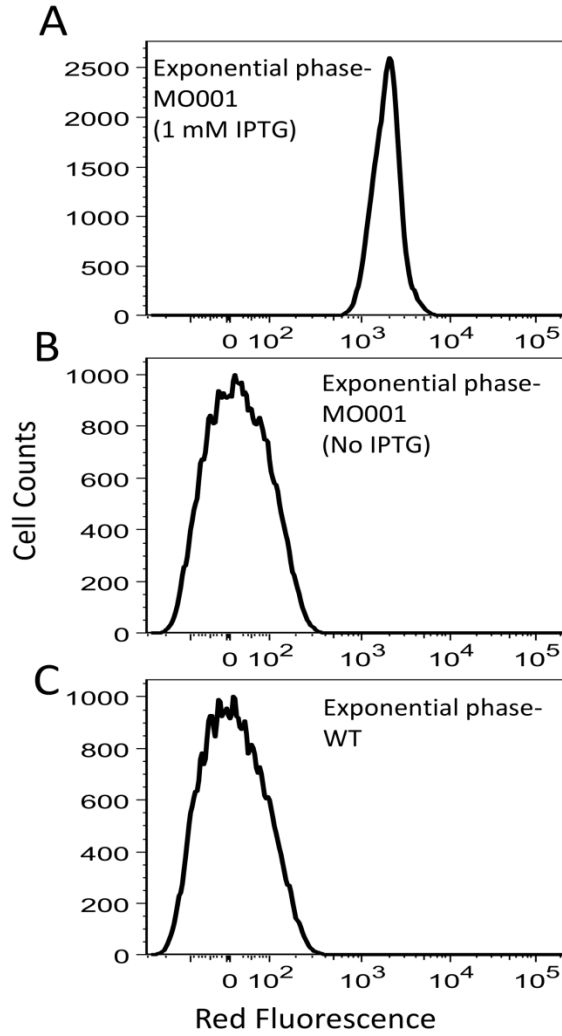 A
2500
2000
1500
1000
500
0
Exponential phase-
MO001
(1 mM IPTG)
0 10² 10³ 10⁴ 10⁵
B
1000
800
600
400
200
0
Exponential phase-
MO001
(No IPTG)
0 10² 10³ 10⁴ 10⁵
Cell Counts
C
1000
800
600
400
200
0
Exponential phase-
WT
0 10² 10³ 10⁴ 10⁵
Red Fluorescence